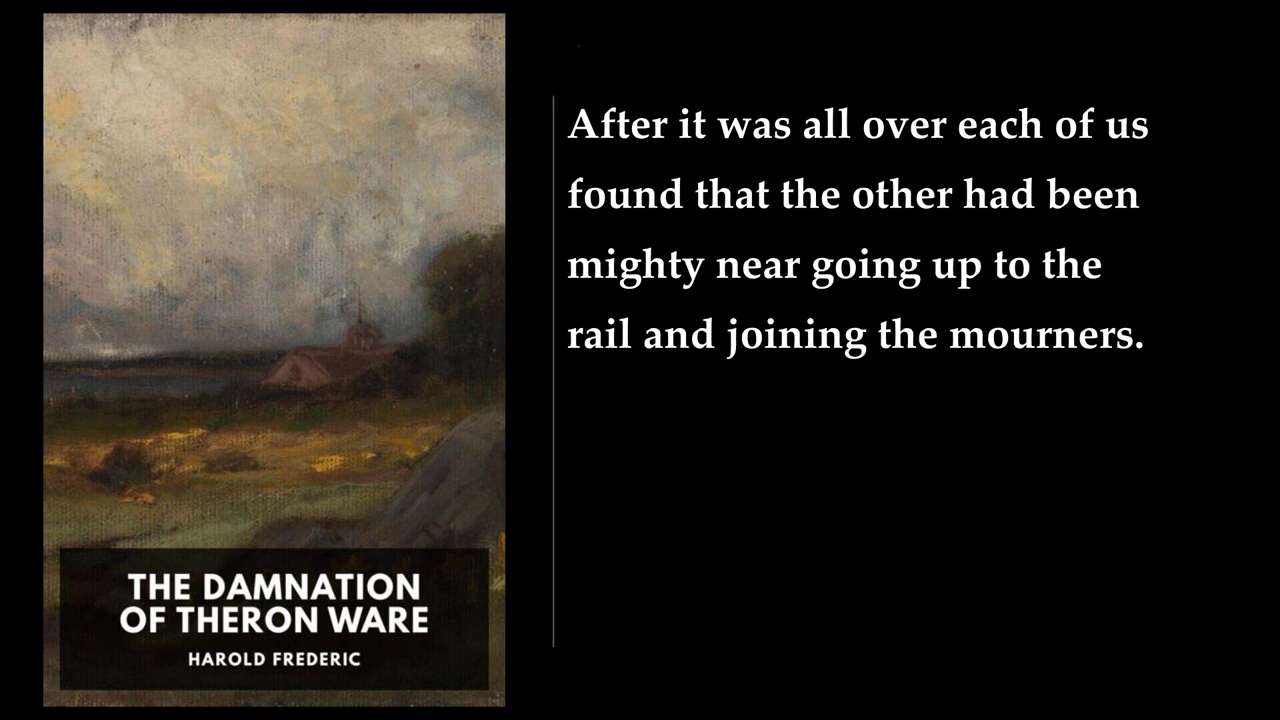 After it was all over each of us
found that the other had been
mighty near going up to the
rail and joining the mourners.
THE DAMNATION
OF THERON WARE
HAROLD FREDERIC